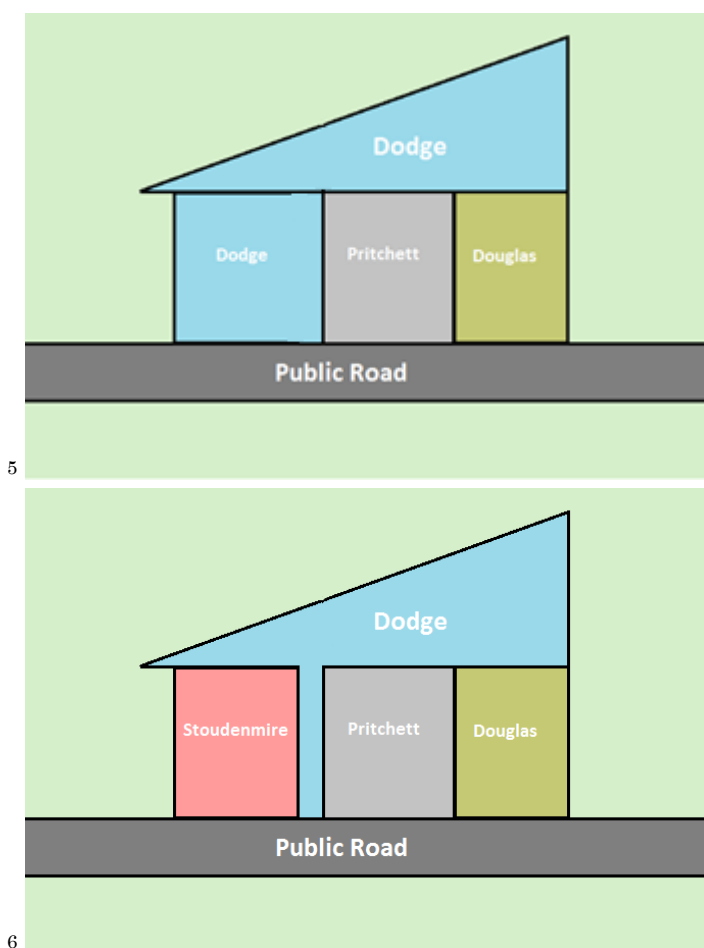 Dodge
Dodge Pritchett Douglas
Public Road
5
Dodge
Stoudenmire Pritchett Douglas
Public Road
6